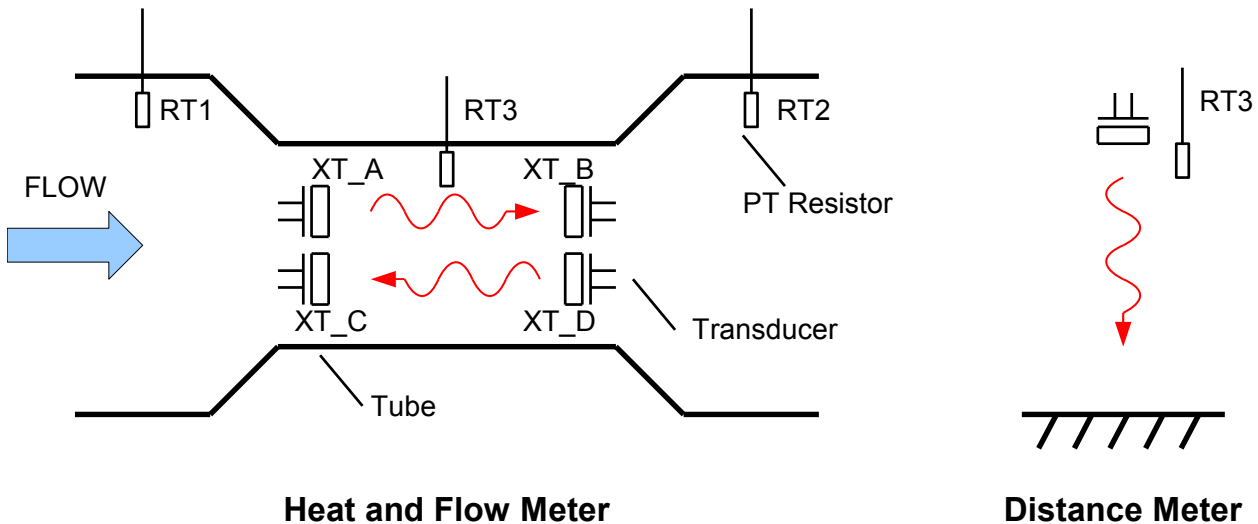 RT1
RT3
RT2
RT3
XT_A
XT_B
FLOW
PT Resistor
XT_C
XT_D
Transducer
Tube
Heat and Flow Meter
Distance Meter